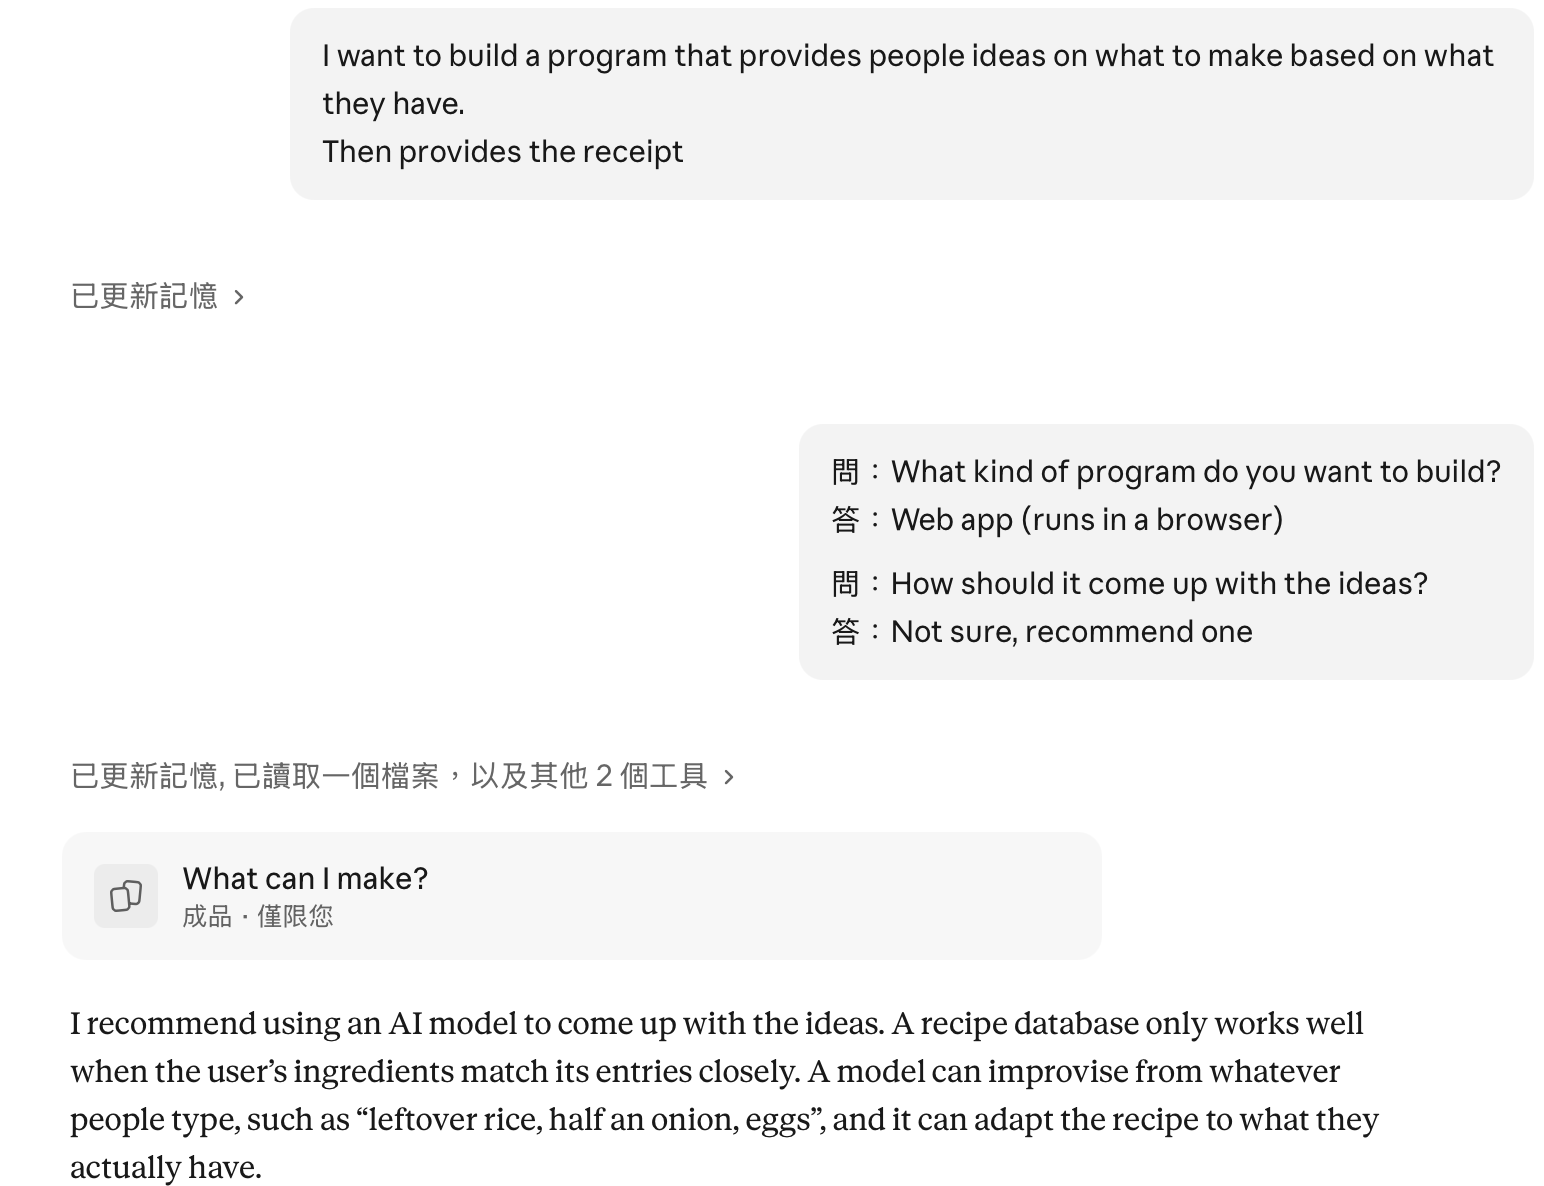 I want to build a program that provides people ideas on what to make based on what
they have.
Then provides the receipt
已更新記憶
問：What kind of program do you want to build?
答：Web app (runs in a browser)
問：How should it come up with the ideas?
答：Not sure, recommend one
已更新記憶, 已讀取一個檔案，以及其他 2 個工具
What can I make?
成品 · 僅限您
I recommend using an AI model to come up with the ideas. A recipe database only works well
when the user’s ingredients match its entries closely. A model can improvise from whatever
people type, such as “leftover rice, half an onion, eggs”, and it can adapt the recipe to what they
actually have.